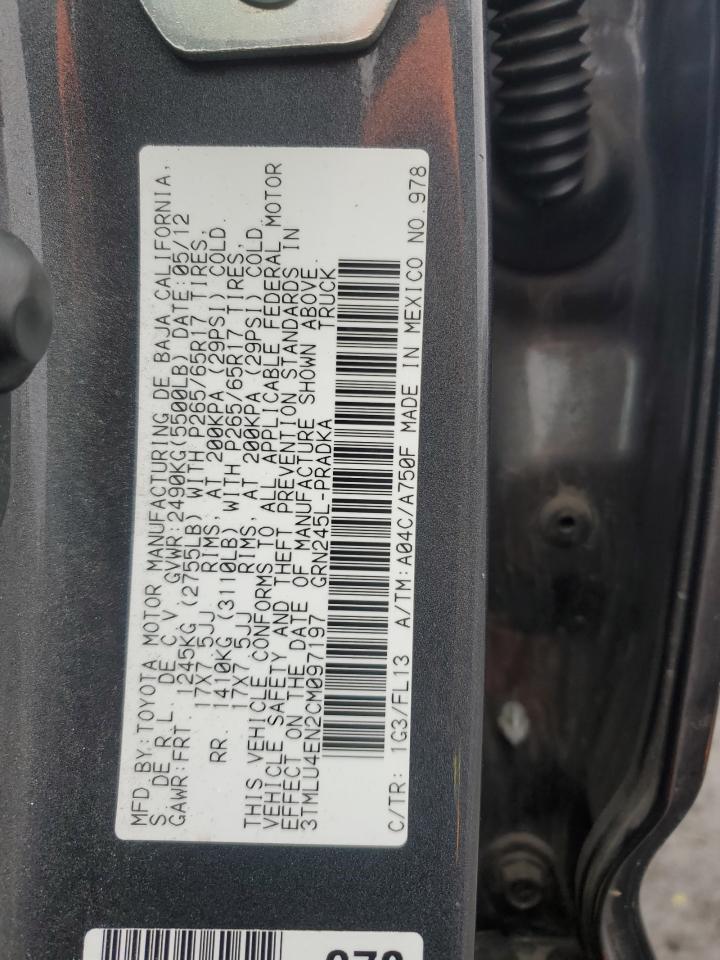 MFD BY:TOYOTA MOTOR MANUFACTURING DE BAJA CALIFORNIA,
S DE R.L. DE C.V. GVWR:2490KG(5500LB) DATE:05/12
GAWR:FRT. 1245KG (2755LB) WITH P265/65R17 TIRES,
17X7.5JJ RIMS, AT 200KPA (29PSI) COLD
RR. 1410KG (3110LB) WITH P265/65R17 TIRES,
17X7.5JJ RIMS, AT 200KPA (29PSI) COLD
THIS VEHICLE CONFORMS TO ALL APPLICABLE FEDERAL MOTOR
VEHICLE SAFETY AND THEFT PREVENTION STANDARDS IN
EFFECT ON THE DATE OF MANUFACTURE SHOWN ABOVE.
3TMLU4EN2CM097197 GRN245L-PRADKA TRUCK
C/TR: 1G3/FL13 A/TM:A04C/A750F MADE IN MEXICO NO.978